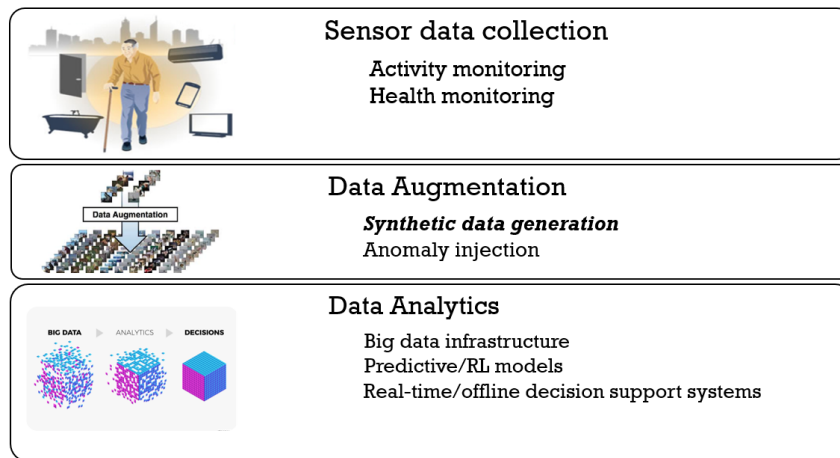 Sensor data collection
Activity monitoring
Health monitoring
Data Augmentation
Data Augmentation
Synthetic data generation
Anomaly injection
Data Analytics
BIG DATA
ANALYTICS
DECISIONS
Big data infrastructure
Predictive/RL models
Real-time/offline decision support systems